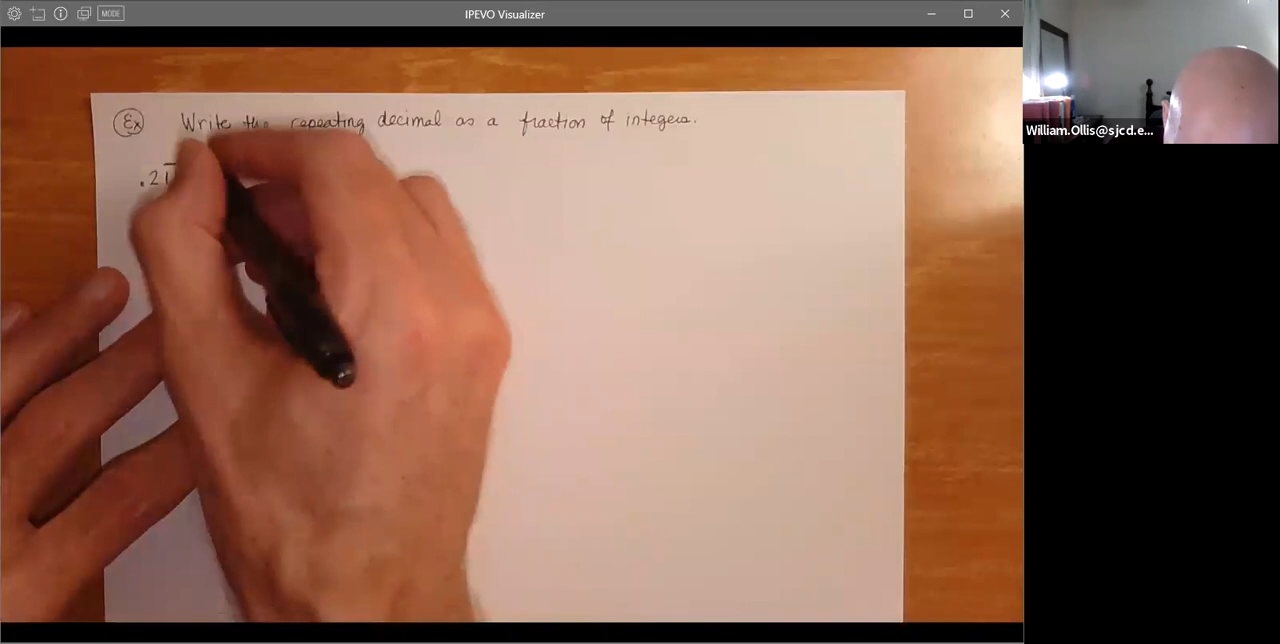 MODE
IPEVO Visualizer
Ex Write the repeating decimal as a fraction of integers.
William.Ollis@sjcd.e...